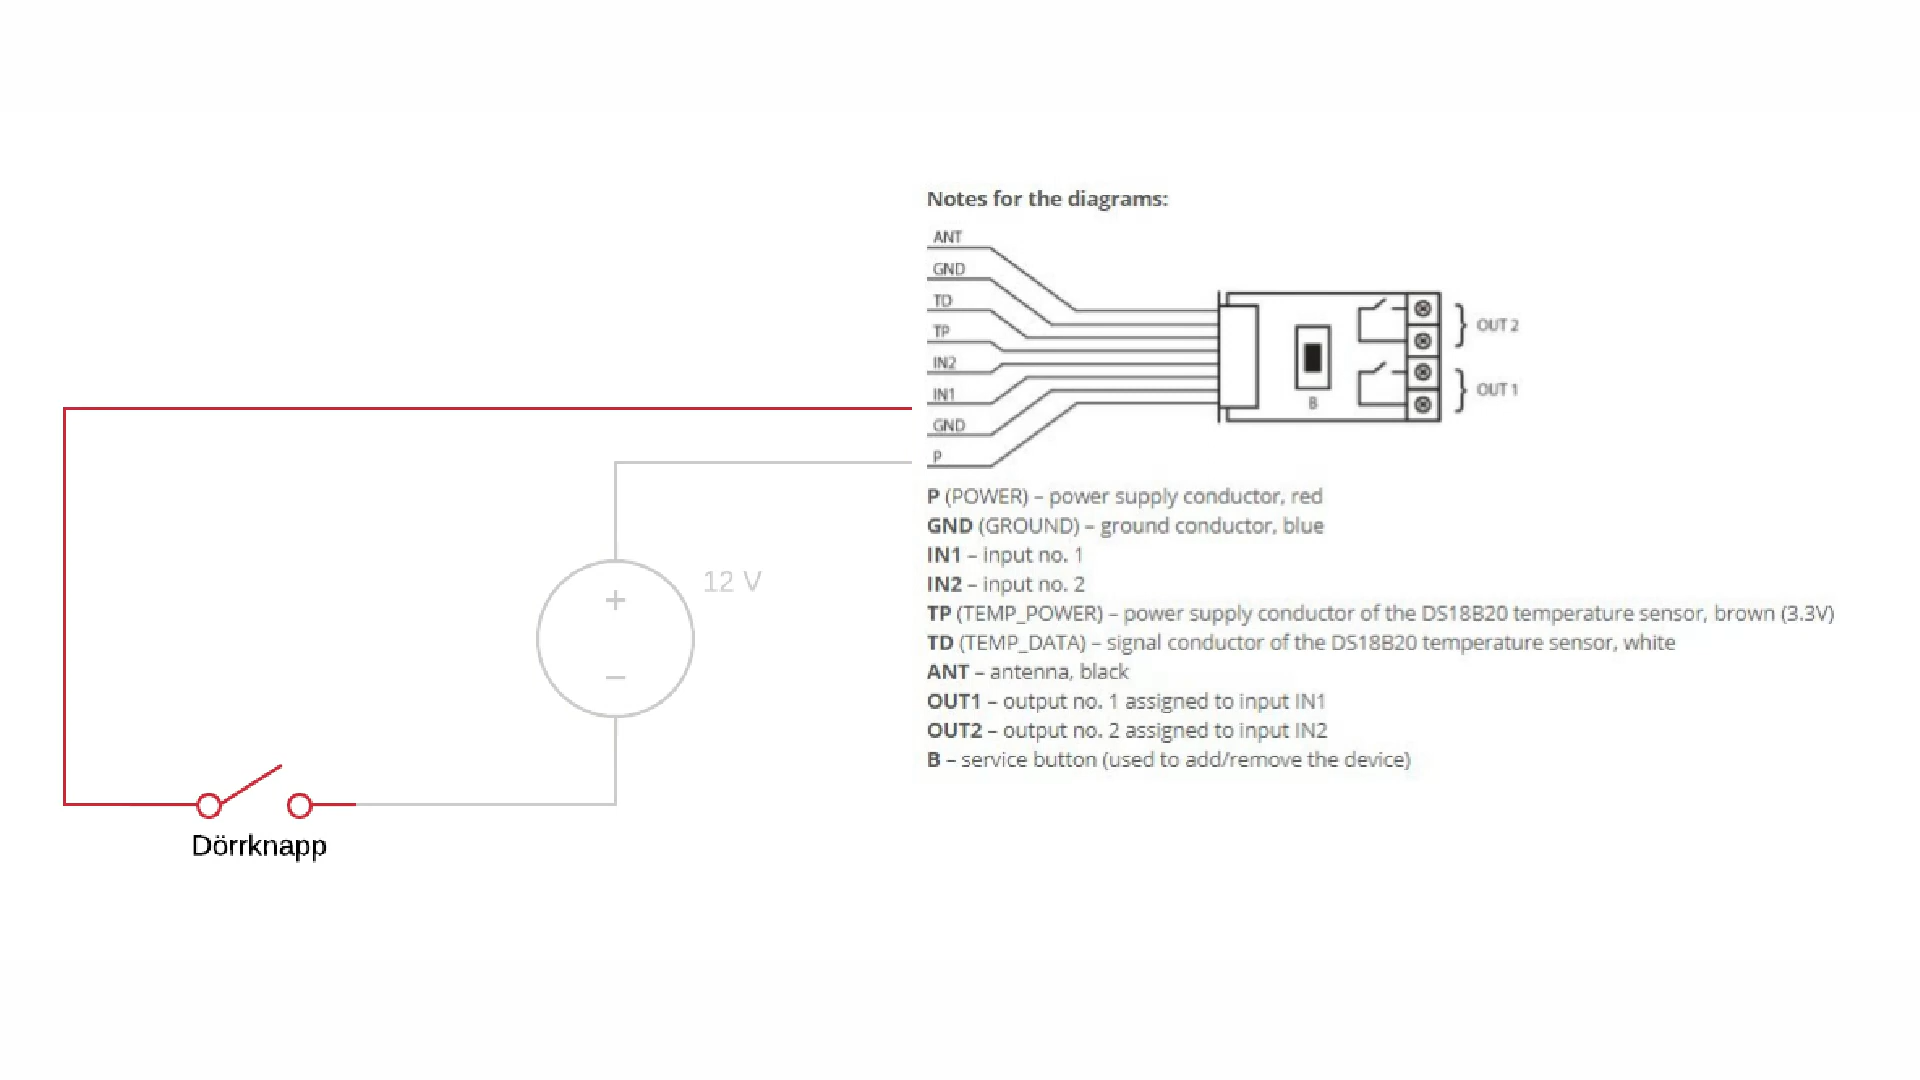 Notes for the diagrams:
ANT
GND
TD
TP
IN2
IN1
GND
P
B
OUT 2
OUT 1
P (POWER) – power supply conductor, red
GND (GROUND) – ground conductor, blue
IN1 – input no. 1
IN2 – input no. 2
TP (TEMP_POWER) – power supply conductor of the DS18B20 temperature sensor, brown (3.3V)
TD (TEMP_DATA) – signal conductor of the DS18B20 temperature sensor, white
ANT – antenna, black
OUT1 – output no. 1 assigned to input IN1
OUT2 – output no. 2 assigned to input IN2
B – service button (used to add/remove the device)
12 V
+
–
Dörrknapp